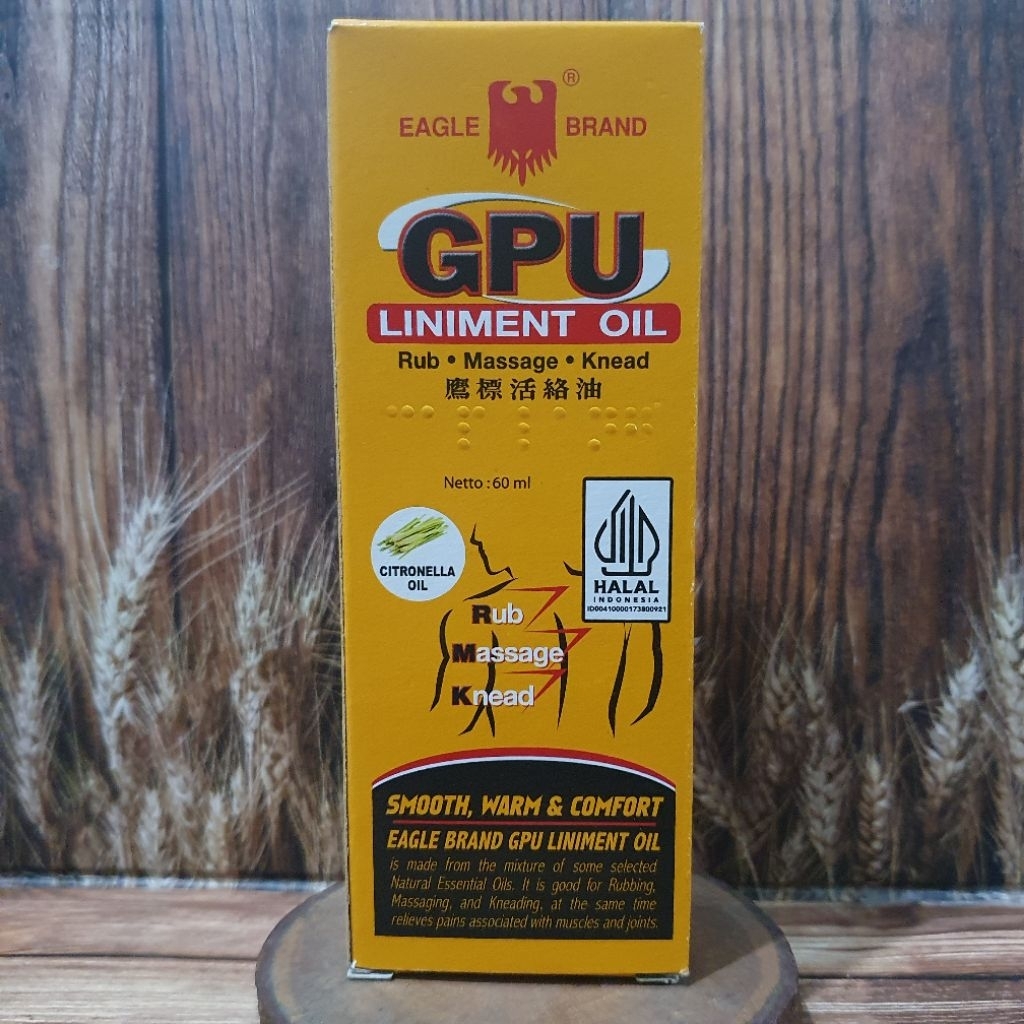 EAGLE BRAND ®
GPU
LINIMENT OIL
Rub • Massage • Knead
鷹標活絡油
Netto : 60 ml
CITRONELLA
OIL
HALAL
INDONESIA
ID00410000173800921
Rub
Massage
Knead
SMOOTH, WARM & COMFORT
EAGLE BRAND GPU LINIMENT OIL
is made from the mixture of some selected
Natural Essential Oils. It is good for Rubbing,
Massaging, and Kneading, at the same time
relieves pains associated with muscles and joints.